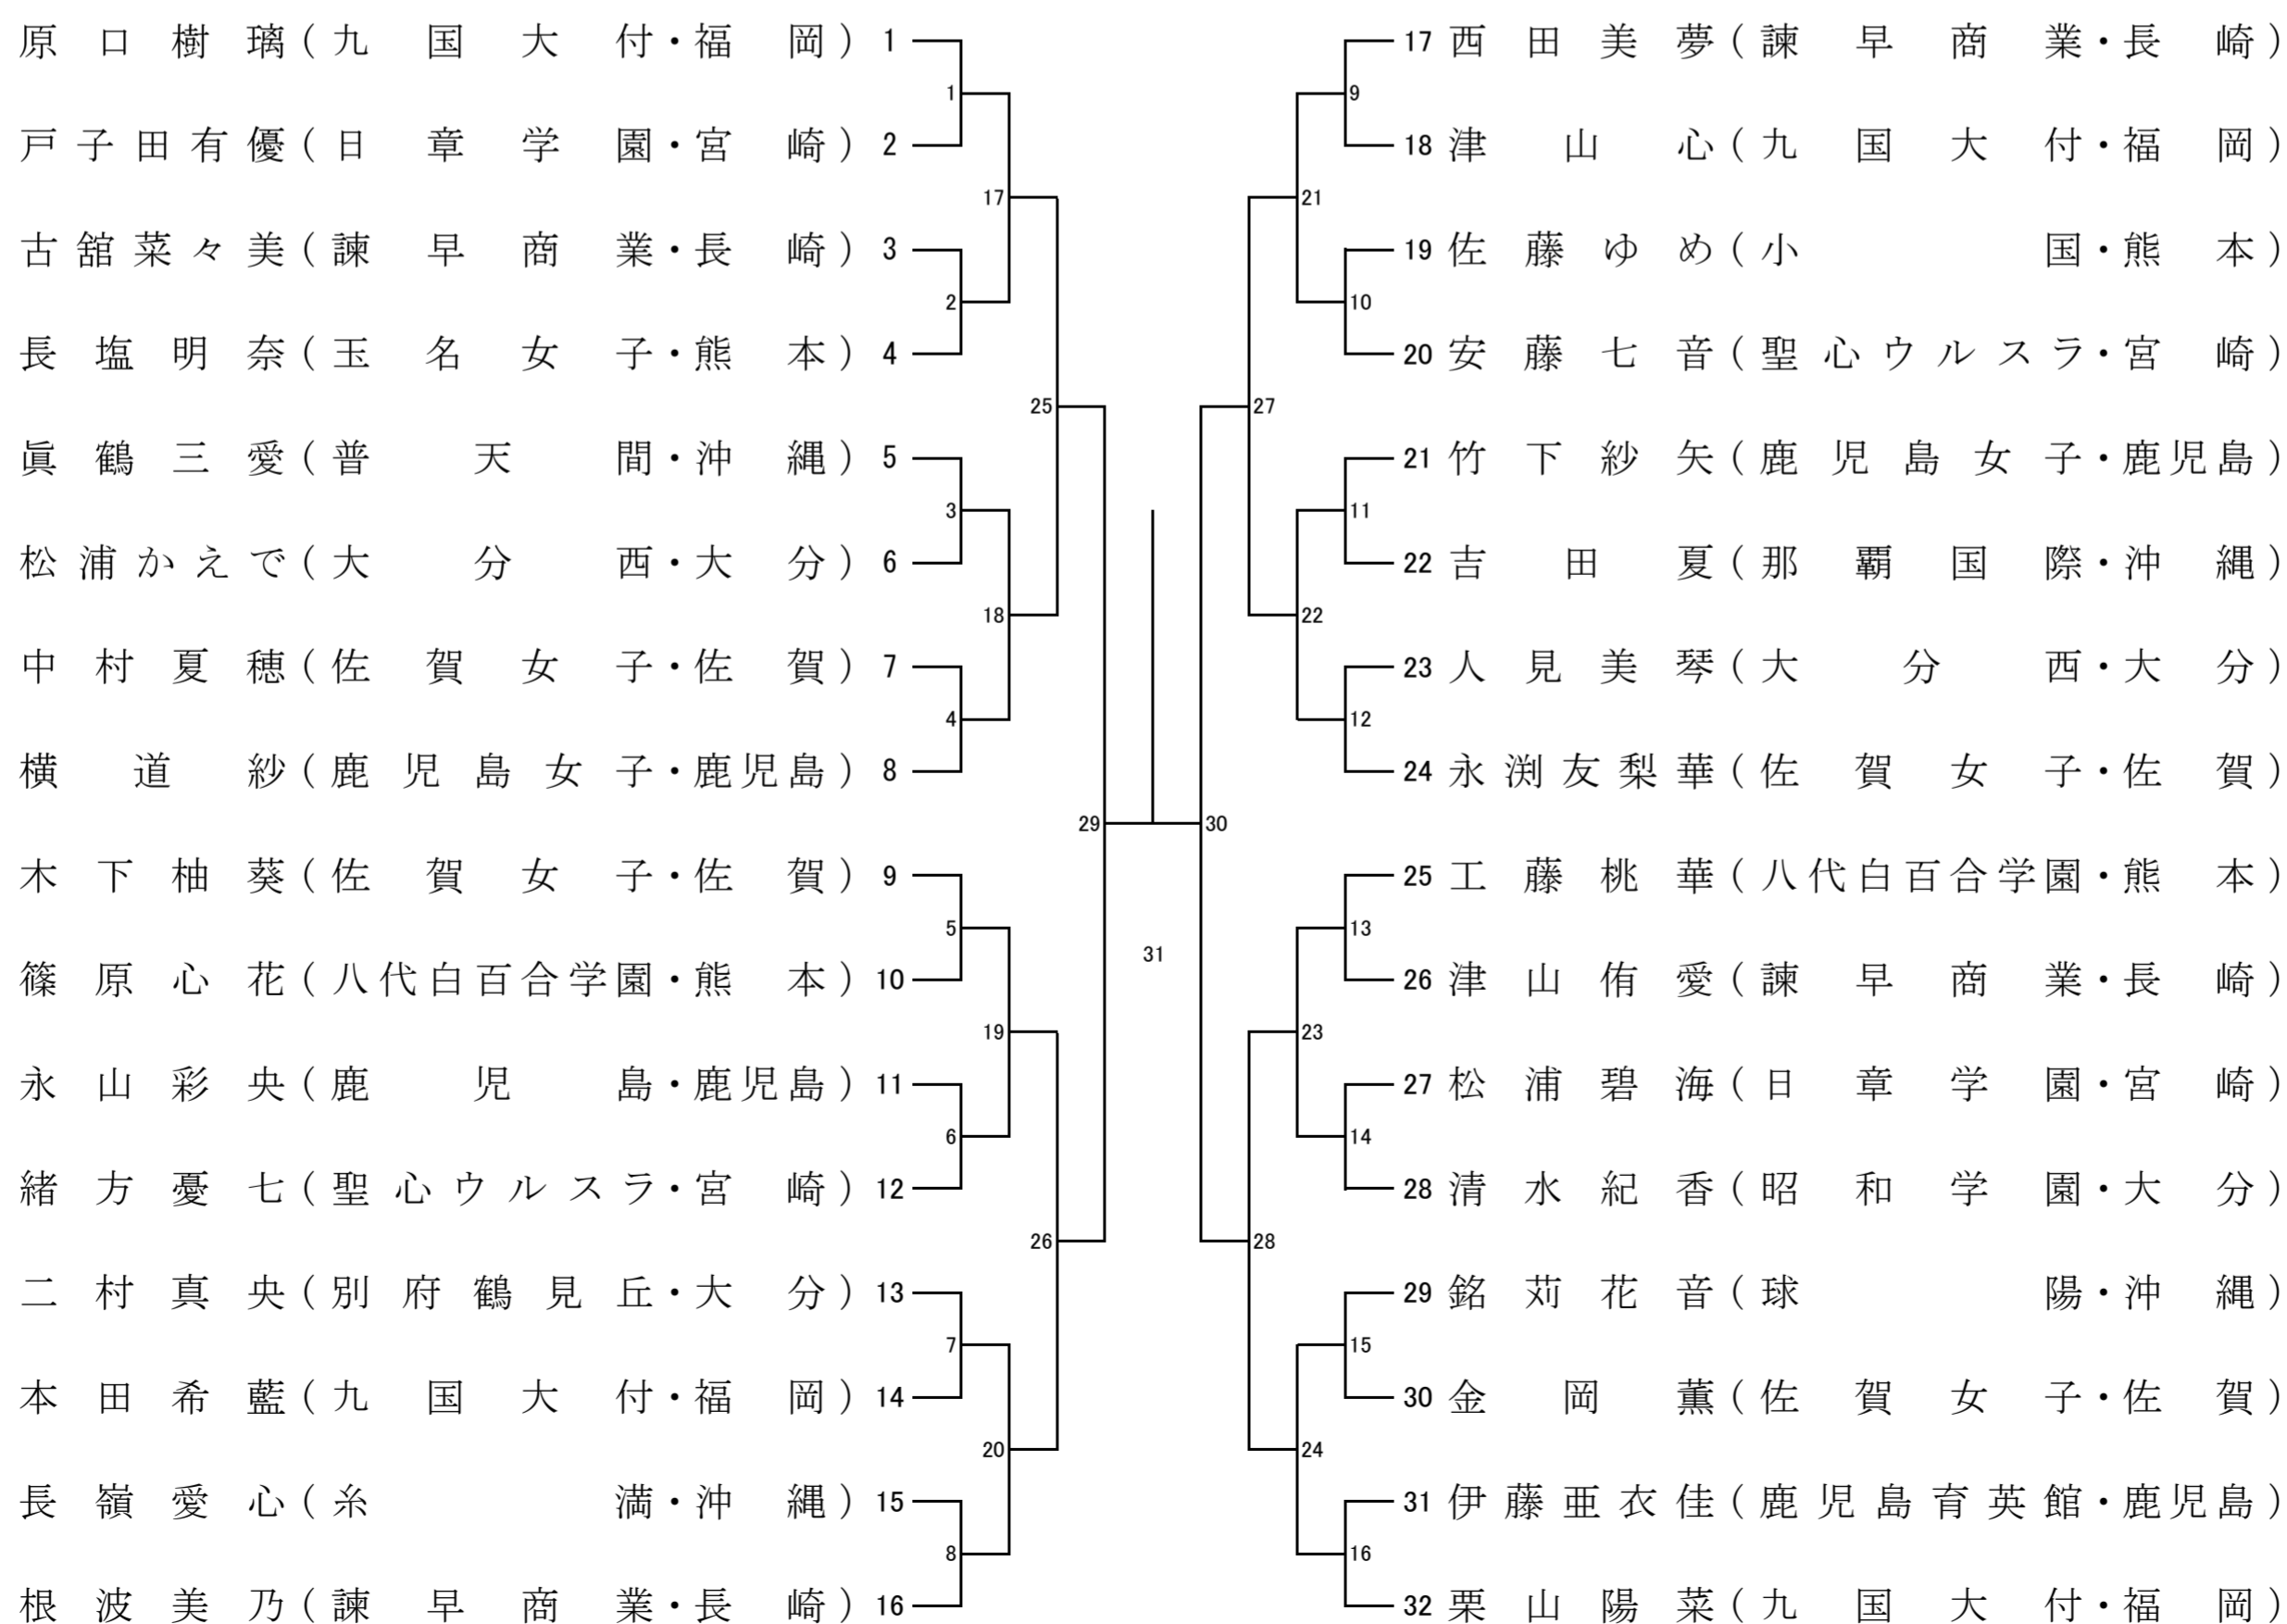 原口樹璃(九国大付・福岡) 1
戸子田有優(日章学園・宮崎) 2
古舘菜々美(諫早商業・長崎) 3
長塩明奈(玉名女子・熊本) 4
眞鶴三愛(普天間・沖縄) 5
松浦かえで(大分西・大分) 6
中村夏穂(佐賀女子・佐賀) 7
横道紗(鹿児島女子・鹿児島) 8
木下柚葵(佐賀女子・佐賀) 9
篠原心花(八代白百合学園・熊本) 10
永山彩央(鹿児島・鹿児島) 11
緒方憂七(聖心ウルスラ・宮崎) 12
二村真央(別府鶴見丘・大分) 13
本田希藍(九国大付・福岡) 14
長嶺愛心(糸満・沖縄) 15
根波美乃(諫早商業・長崎) 16
1
2
3
4
5
6
7
8
17
18
19
20
25
26
29
31
30
27
28
21
22
23
24
9
10
11
12
13
14
15
16
17 西田美夢(諫早商業・長崎)
18 津山心(九国大付・福岡)
19 佐藤ゆめ(小国・熊本)
20 安藤七音(聖心ウルスラ・宮崎)
21 竹下紗矢(鹿児島女子・鹿児島)
22 吉田夏(那覇国際・沖縄)
23 人見美琴(大分西・大分)
24 永渕友梨華(佐賀女子・佐賀)
25 工藤桃華(八代白百合学園・熊本)
26 津山侑愛(諫早商業・長崎)
27 松浦碧海(日章学園・宮崎)
28 清水紀香(昭和学園・大分)
29 銘苅花音(球陽・沖縄)
30 金岡薫(佐賀女子・佐賀)
31 伊藤亜衣佳(鹿児島育英館・鹿児島)
32 栗山陽菜(九国大付・福岡)